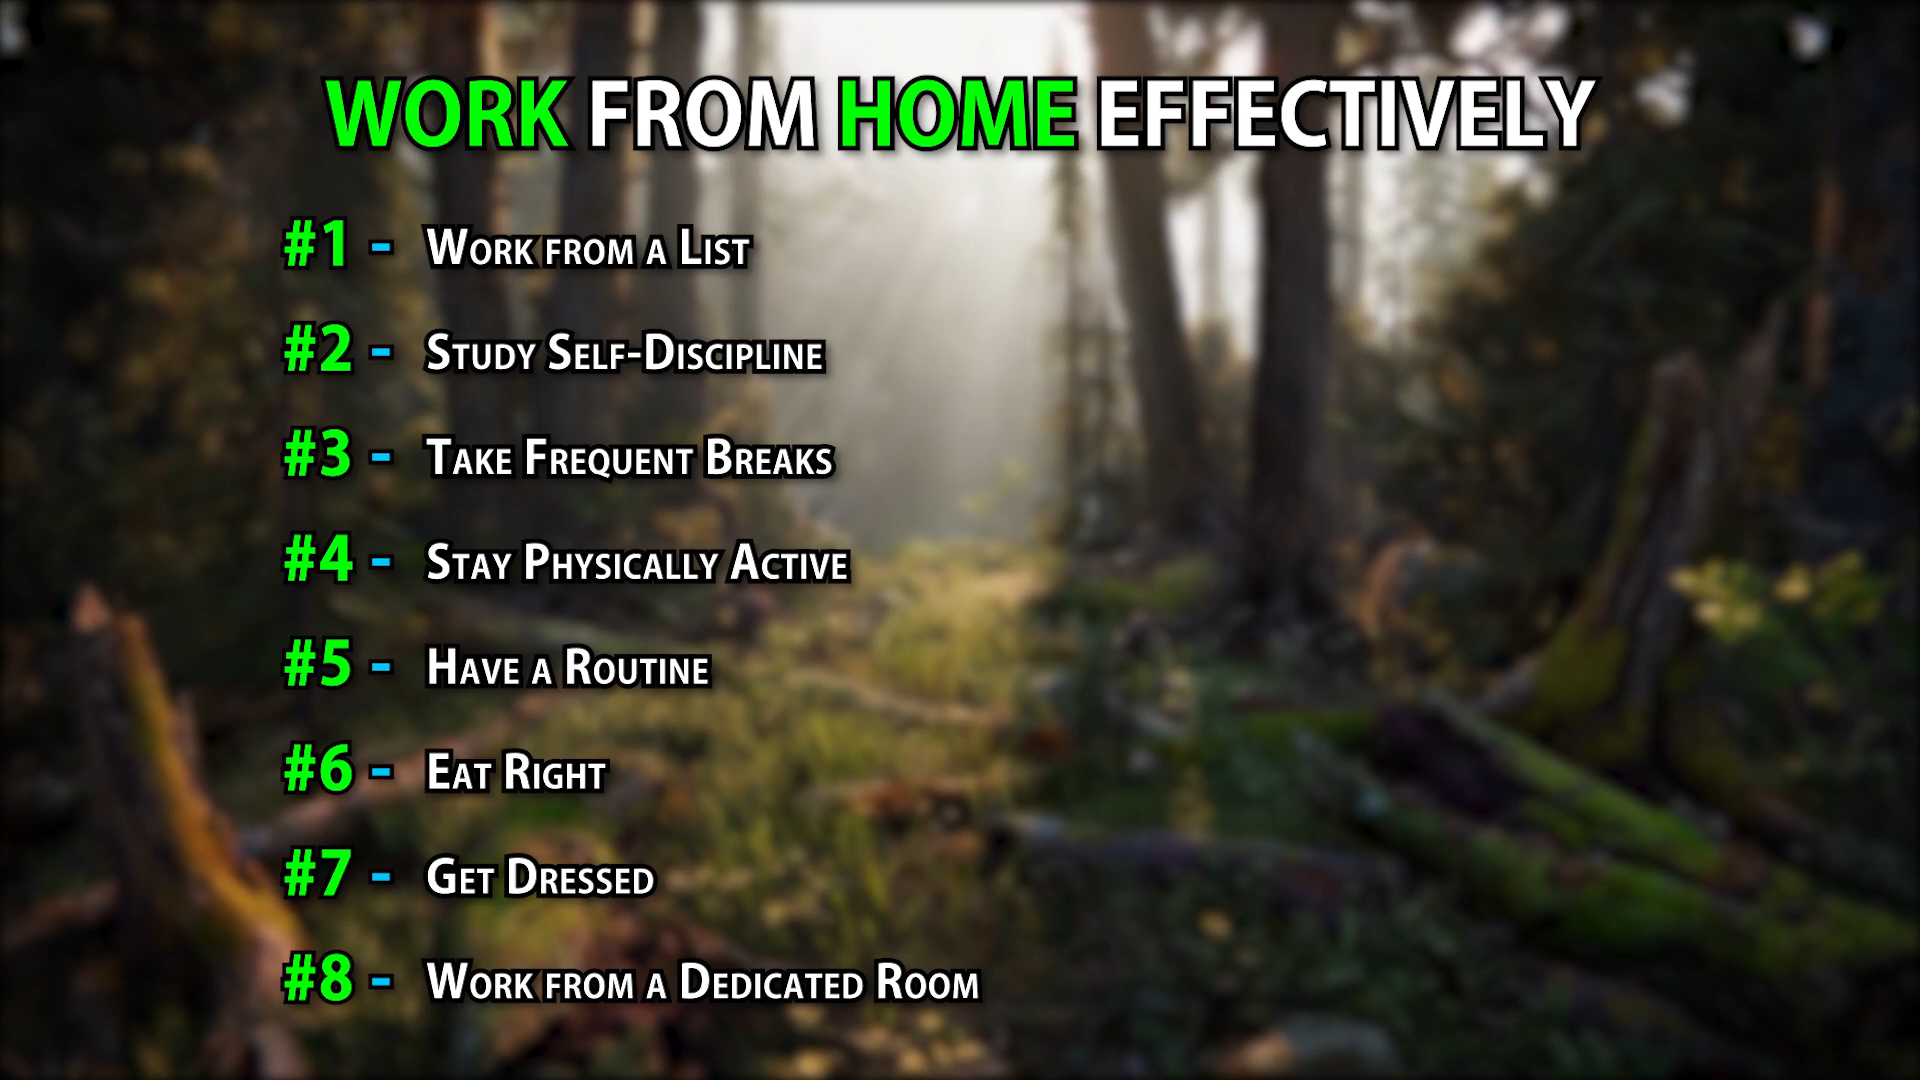 WORK FROM HOME EFFECTIVELY
#1 - Work from a List
#2 - Study Self-Discipline
#3 - Take Frequent Breaks
#4 - Stay Physically Active
#5 - Have a Routine
#6 - Eat Right
#7 - Get Dressed
#8 - Work from a Dedicated Room